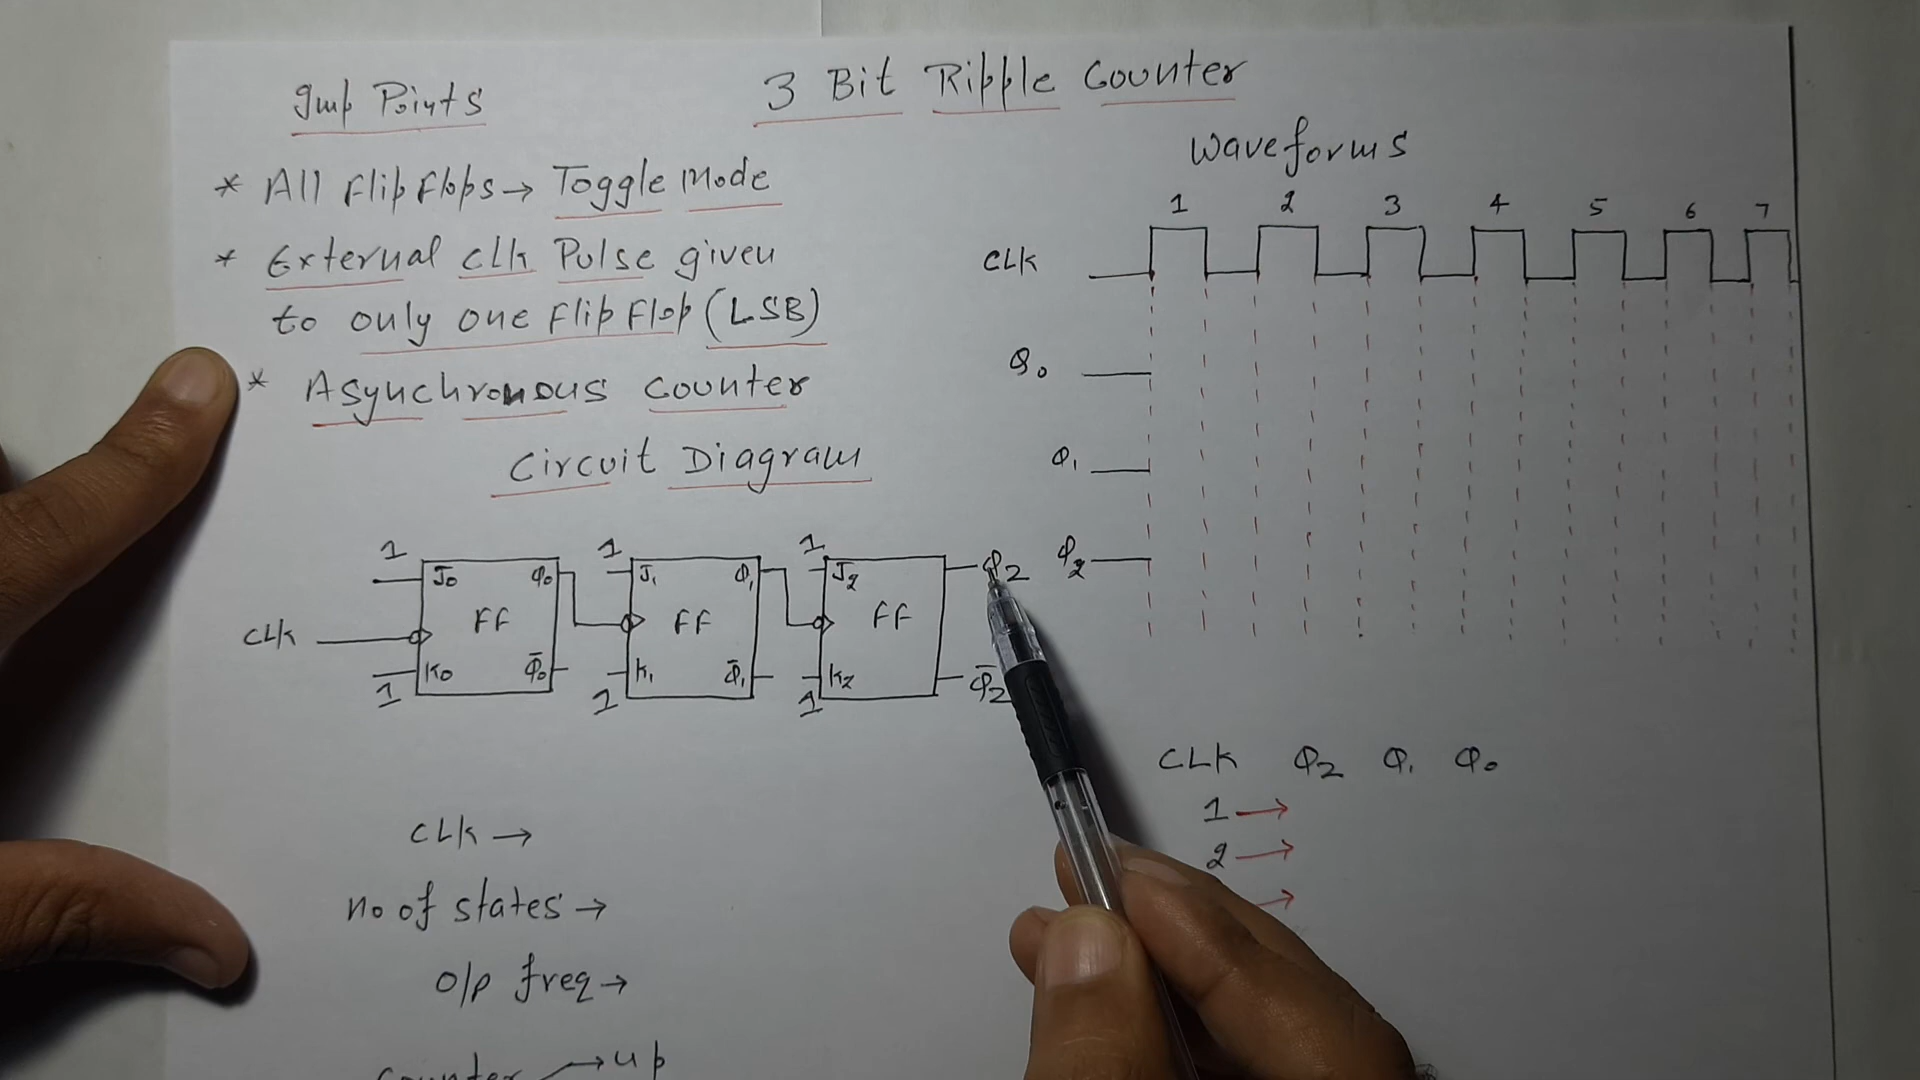 Imp Points
3 Bit Ripple Counter
* All flip flops → Toggle Mode
* External clk Pulse given
to only one flip flop (LSB)
* Asynchronous Counter
Circuit Diagram
1 J0 Q0 1 J1 Q1 1 J2 Q2
CLK FF FF FF
1 K0 Q̅0 1 K1 Q̅1 1 K2 Q̅2
CLK →
no of states →
o/p freq →
counter → up
Waveforms
1 2 3 4 5 6 7
CLK
Q0
Q1
Q2
CLK Q2 Q1 Q0
1 →
2 →
→